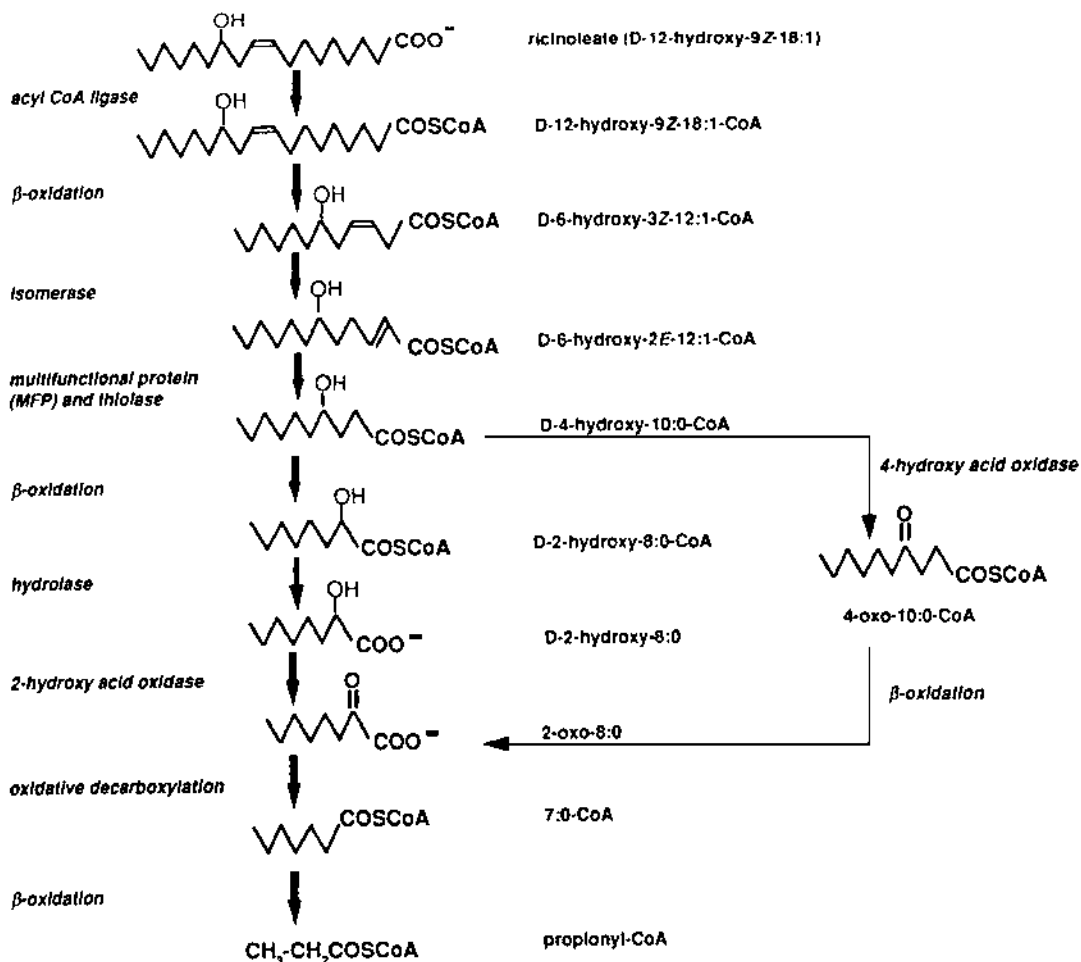 OH
COO⁻
ricinoleate (D-12-hydroxy-9Z-18:1)
acyl CoA ligase
OH
COSCoA
D-12-hydroxy-9Z-18:1-CoA
β-oxidation
OH
COSCoA
D-6-hydroxy-3Z-12:1-CoA
isomerase
OH
COSCoA
D-6-hydroxy-2E-12:1-CoA
multifunctional protein
(MFP) and thiolase
OH
COSCoA
D-4-hydroxy-10:0-CoA
4-hydroxy acid oxidase
β-oxidation
OH
COSCoA
D-2-hydroxy-8:0-CoA
O
COSCoA
4-oxo-10:0-CoA
hydrolase
OH
COO⁻
D-2-hydroxy-8:0
2-hydroxy acid oxidase
β-oxidation
O
COO⁻
2-oxo-8:0
oxidative decarboxylation
COSCoA
7:0-CoA
β-oxidation
CH₃-CH₂COSCoA
propionyl-CoA